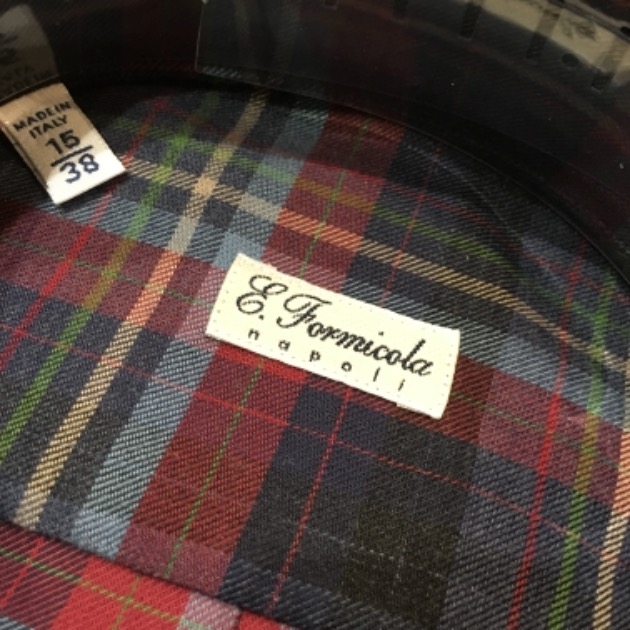 MADE IN
ITALY
15
38
E. Formicola
napoli